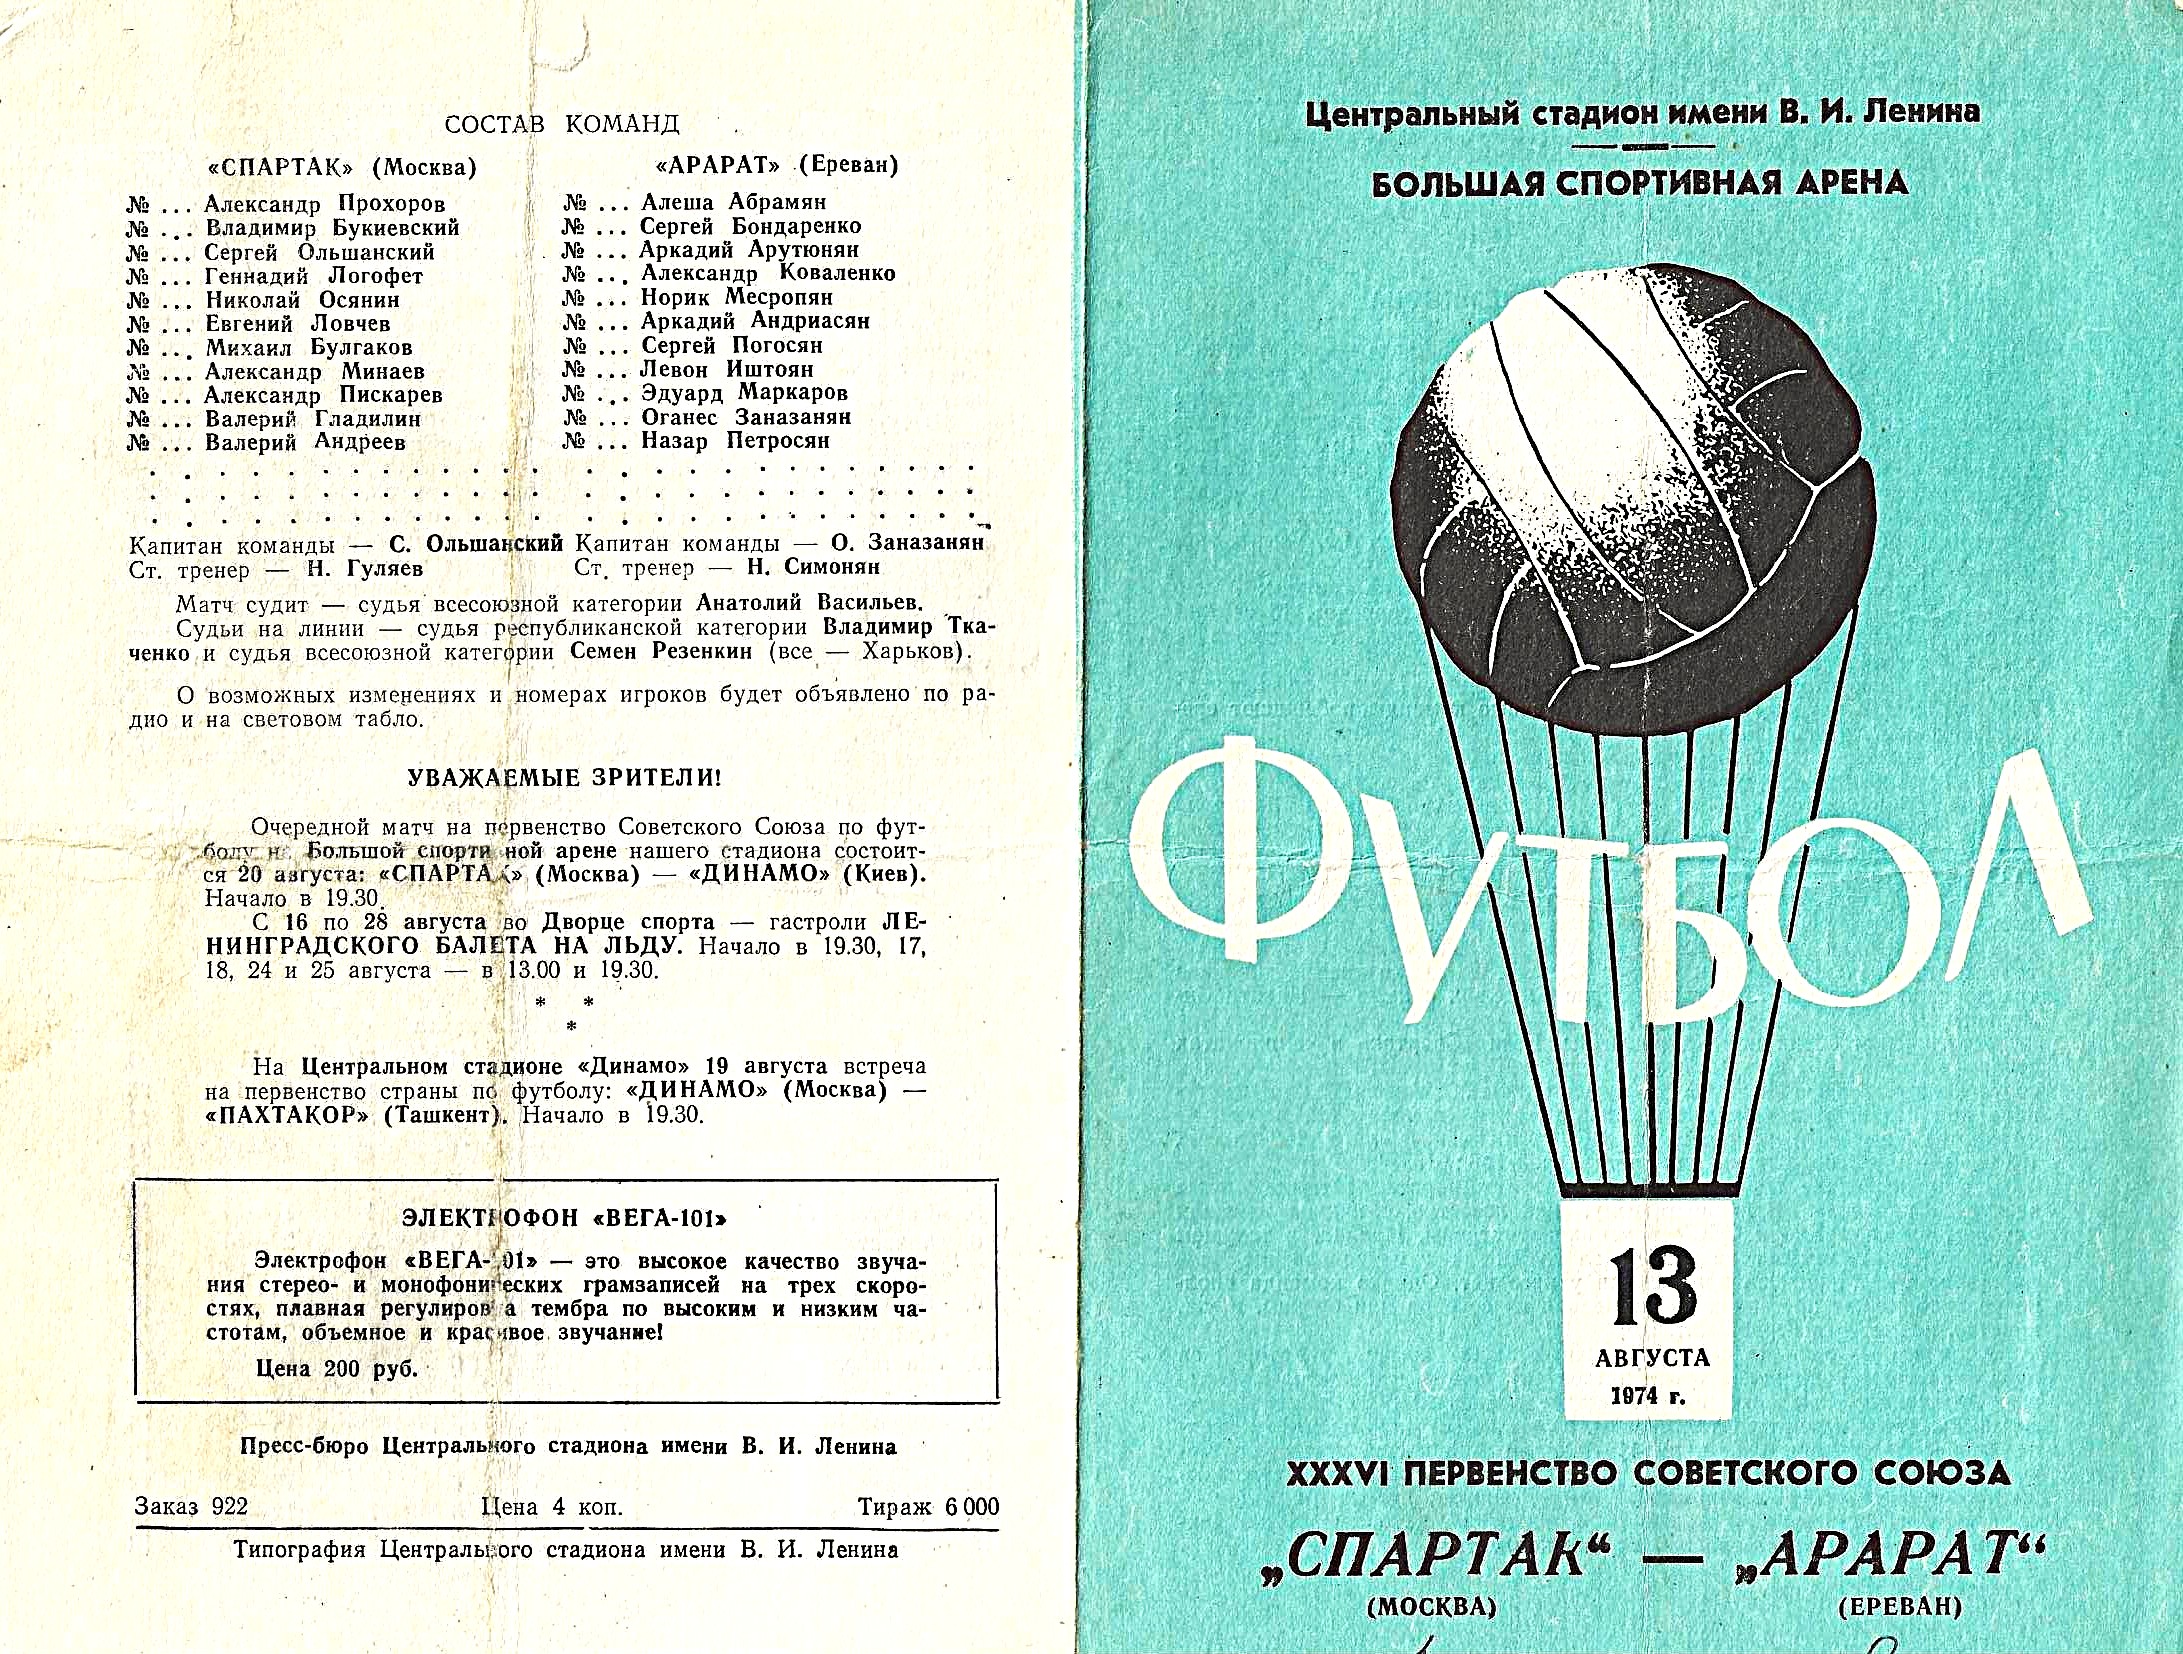 СОСТАВ КОМАНД
«СПАРТАК» (Москва)
№ ... Александр Прохоров
№ ... Владимир Букиевский
№ ... Сергей Ольшанский
№ ... Геннадий Логофет
№ ... Николай Осянин
№ ... Евгений Ловчев
№ ... Михаил Булгаков
№ ... Александр Минаев
№ ... Александр Пискарев
№ ... Валерий Гладилин
№ ... Валерий Андреев
«АРАРАТ» (Ереван)
№ ... Алеша Абрамян
№ ... Сергей Бондаренко
№ ... Аркадий Арутюнян
№ ... Александр Коваленко
№ ... Норик Месропян
№ ... Аркадий Андриасян
№ ... Сергей Погосян
№ ... Левон Иштоян
№ ... Эдуард Маркаров
№ ... Оганес Заназанян
№ ... Назар Петросян
Капитан команды — С. Ольшанский Капитан команды — О. Заназанян
Ст. тренер — Н. Гуляев Ст. тренер — Н. Симонян
Матч судит — судья всесоюзной категории Анатолий Васильев.
Судьи на линии — судья республиканской категории Владимир Тка-
ченко и судья всесоюзной категории Семен Резенкин (все — Харьков).
О возможных изменениях и номерах игроков будет объявлено по ра-
дио и на световом табло.
УВАЖАЕМЫЕ ЗРИТЕЛИ!
Очередной матч на первенство Советского Союза по фут-
болу на Большой спортивной арене нашего стадиона состоит-
ся 20 августа: «СПАРТАК» (Москва) — «ДИНАМО» (Киев).
Начало в 19.30.
С 16 по 28 августа во Дворце спорта — гастроли ЛЕ-
НИНГРАДСКОГО БАЛЕТА НА ЛЬДУ. Начало в 19.30, 17,
18, 24 и 25 августа — в 13.00 и 19.30.
* *
*
На Центральном стадионе «Динамо» 19 августа встреча
на первенство страны по футболу: «ДИНАМО» (Москва) —
«ПАХТАКОР» (Ташкент). Начало в 19.30.
ЭЛЕКТРОФОН «ВЕГА-101»
Электрофон «ВЕГА-101» — это высокое качество звуча-
ния стерео- и монофонических грамзаписей на трех скоро-
стях, плавная регулировка тембра по высоким и низким ча-
стотам, объемное и красивое звучание!
Цена 200 руб.
Пресс-бюро Центрального стадиона имени В. И. Ленина
Заказ 922 Цена 4 коп. Тираж 6 000
Типография Центрального стадиона имени В. И. Ленина
Центральный стадион имени В. И. Ленина
БОЛЬШАЯ СПОРТИВНАЯ АРЕНА
ФУТБОЛ
13
АВГУСТА
1974 г.
XXXVI ПЕРВЕНСТВО СОВЕТСКОГО СОЮЗА
„СПАРТАК“ — „АРАРАТ“
(МОСКВА) (ЕРЕВАН)